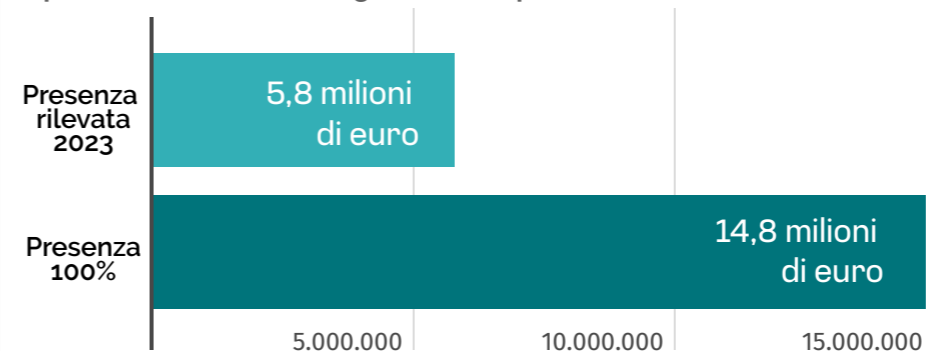 Presenza
rilevata
2023
5,8 milioni
di euro
Presenza
100%
14,8 milioni
di euro
5.000.000
10.000.000
15.000.000